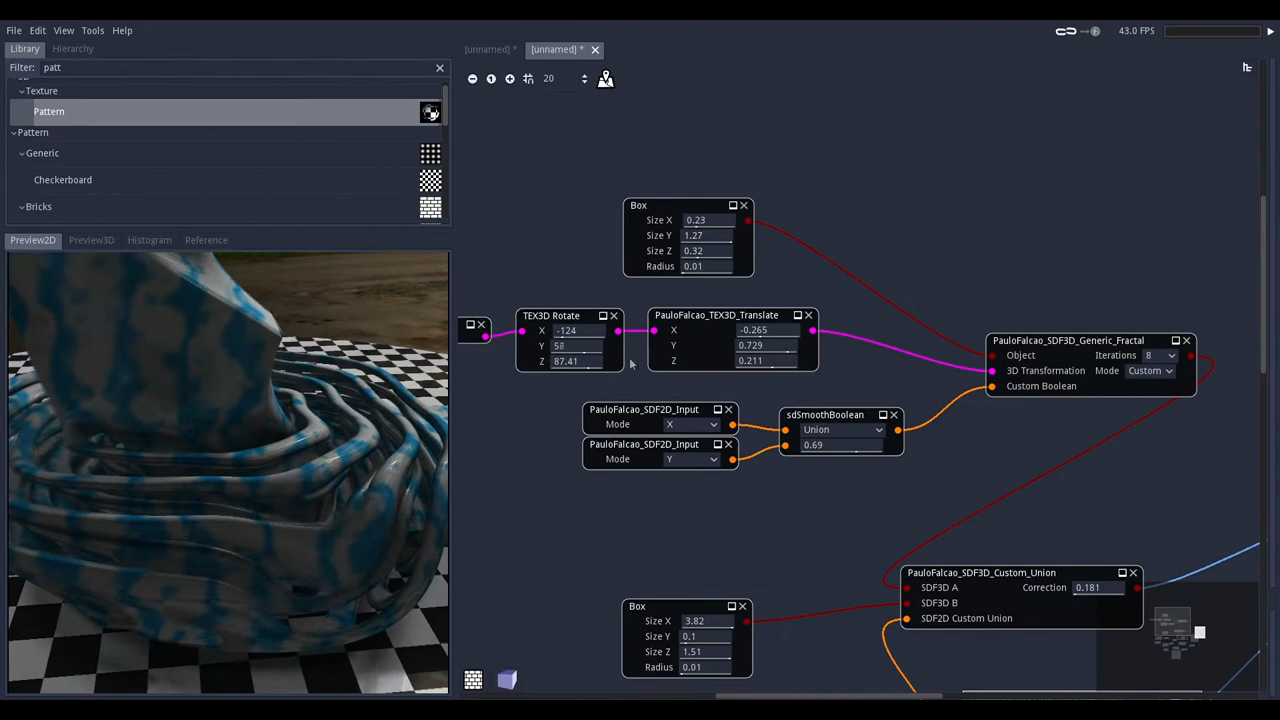 File Edit View Tools Help
43.0 FPS
Library Hierarchy
[unnamed] * [unnamed] *
Filter: patt
20
Texture
Pattern
Pattern
Generic
Checkerboard
Bricks
Preview2D Preview3D Histogram Reference
Box
Size X 0.23
Size Y 1.27
Size Z 0.32
Radius 0.01
TEX3D Rotate
X -124
Y
Z 87.41
PauloFalcao_TEX3D_Translate
X -0.265
Y 0.729
Z 0.211
PauloFalcao_SDF3D_Generic_Fractal
Object Iterations 8
3D Transformation Mode Custom
Custom Boolean
PauloFalcao_SDF2D_Input
Mode X
PauloFalcao_SDF2D_Input
Mode Y
sdSmoothBoolean
Union
0.69
PauloFalcao_SDF3D_Custom_Union
SDF3D A Correction 0.181
SDF3D B
SDF2D Custom Union
Box
Size X 3.82
Size Y 0.1
Size Z 1.51
Radius 0.01